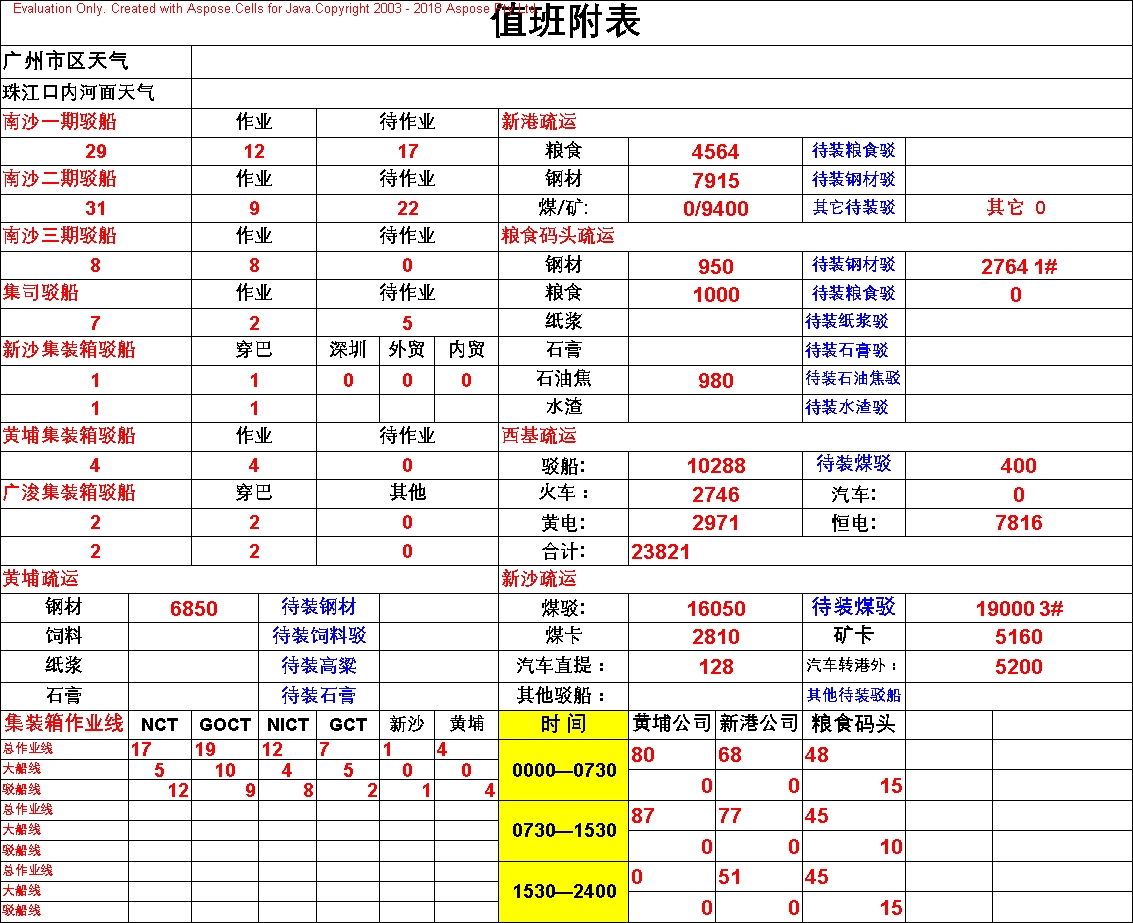 Evaluation Only. Created with Aspose.Cells for Java.Copyright 2003 - 2018 Aspose Pty Ltd.
值班附表
广州市区天气
珠江口内河面天气
南沙一期驳船 作业 待作业 新港疏运
29 12 17 粮食 4564 待装粮食驳
南沙二期驳船 作业 待作业 钢材 7915 待装钢材驳
31 9 22 煤/矿: 0/9400 其它待装驳 其它 0
南沙三期驳船 作业 待作业 粮食码头疏运
8 8 0 钢材 950 待装钢材驳 2764 1#
集司驳船 作业 待作业 粮食 1000 待装粮食驳 0
7 2 5 纸浆 待装纸浆驳
新沙集装箱驳船 穿巴 深圳 外贸 内贸 石膏 待装石膏驳
1 1 0 0 0 石油焦 980 待装石油焦驳
1 1 水渣 待装水渣驳
黄埔集装箱驳船 作业 待作业 西基疏运
4 4 0 驳船: 10288 待装煤驳 400
广浚集装箱驳船 穿巴 其他 火车: 2746 汽车: 0
2 2 0 黄电: 2971 恒电: 7816
2 2 0 合计: 23821
黄埔疏运 新沙疏运
钢材 6850 待装钢材 煤驳: 16050 待装煤驳 19000 3#
饲料 待装饲料驳 煤卡 2810 矿卡 5160
纸浆 待装高粱 汽车直提: 128 汽车转港外: 5200
石膏 待装石膏 其他驳船: 其他待装驳船
集装箱作业线 NCT GOCT NICT GCT 新沙 黄埔 时 间 黄埔公司 新港公司 粮食码头
总作业线 17 19 12 7 1 4 0000—0730 80 68 48
大船线 5 10 4 5 0 0
驳船线 12 9 8 2 1 4 0 0 15
总作业线 0730—1530 87 77 45
大船线
驳船线 0 0 10
总作业线 1530—2400 0 51 45
大船线
驳船线 0 0 15